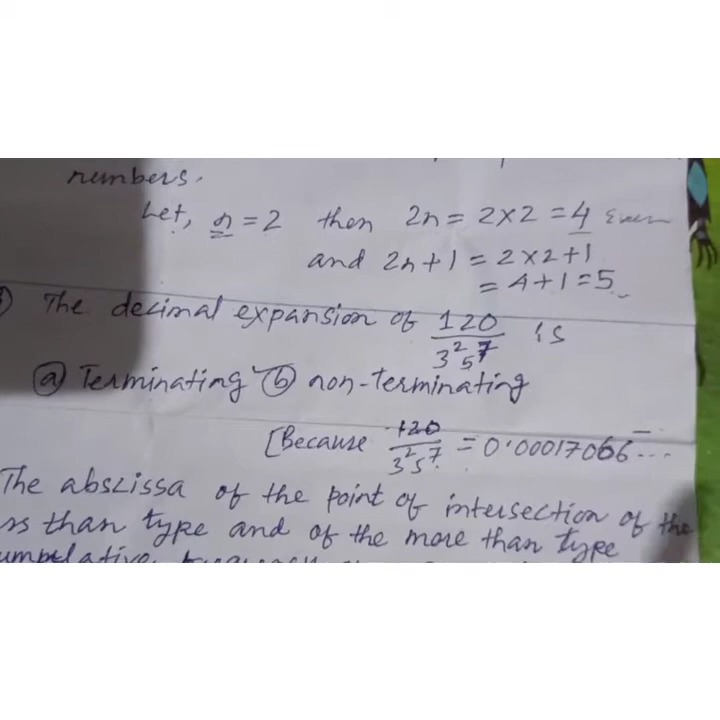 numbers.
Let, n = 2 then 2n = 2×2 = 4 Even
and 2n+1 = 2×2+1
= 4+1 = 5
The decimal expansion of 120/3²5⁷ is
(a) Terminating (b) non-terminating
[Because 120/3²5⁷ = 0.00017066...
The abscissa of the point of intersection of the
ss than type and of the more than type